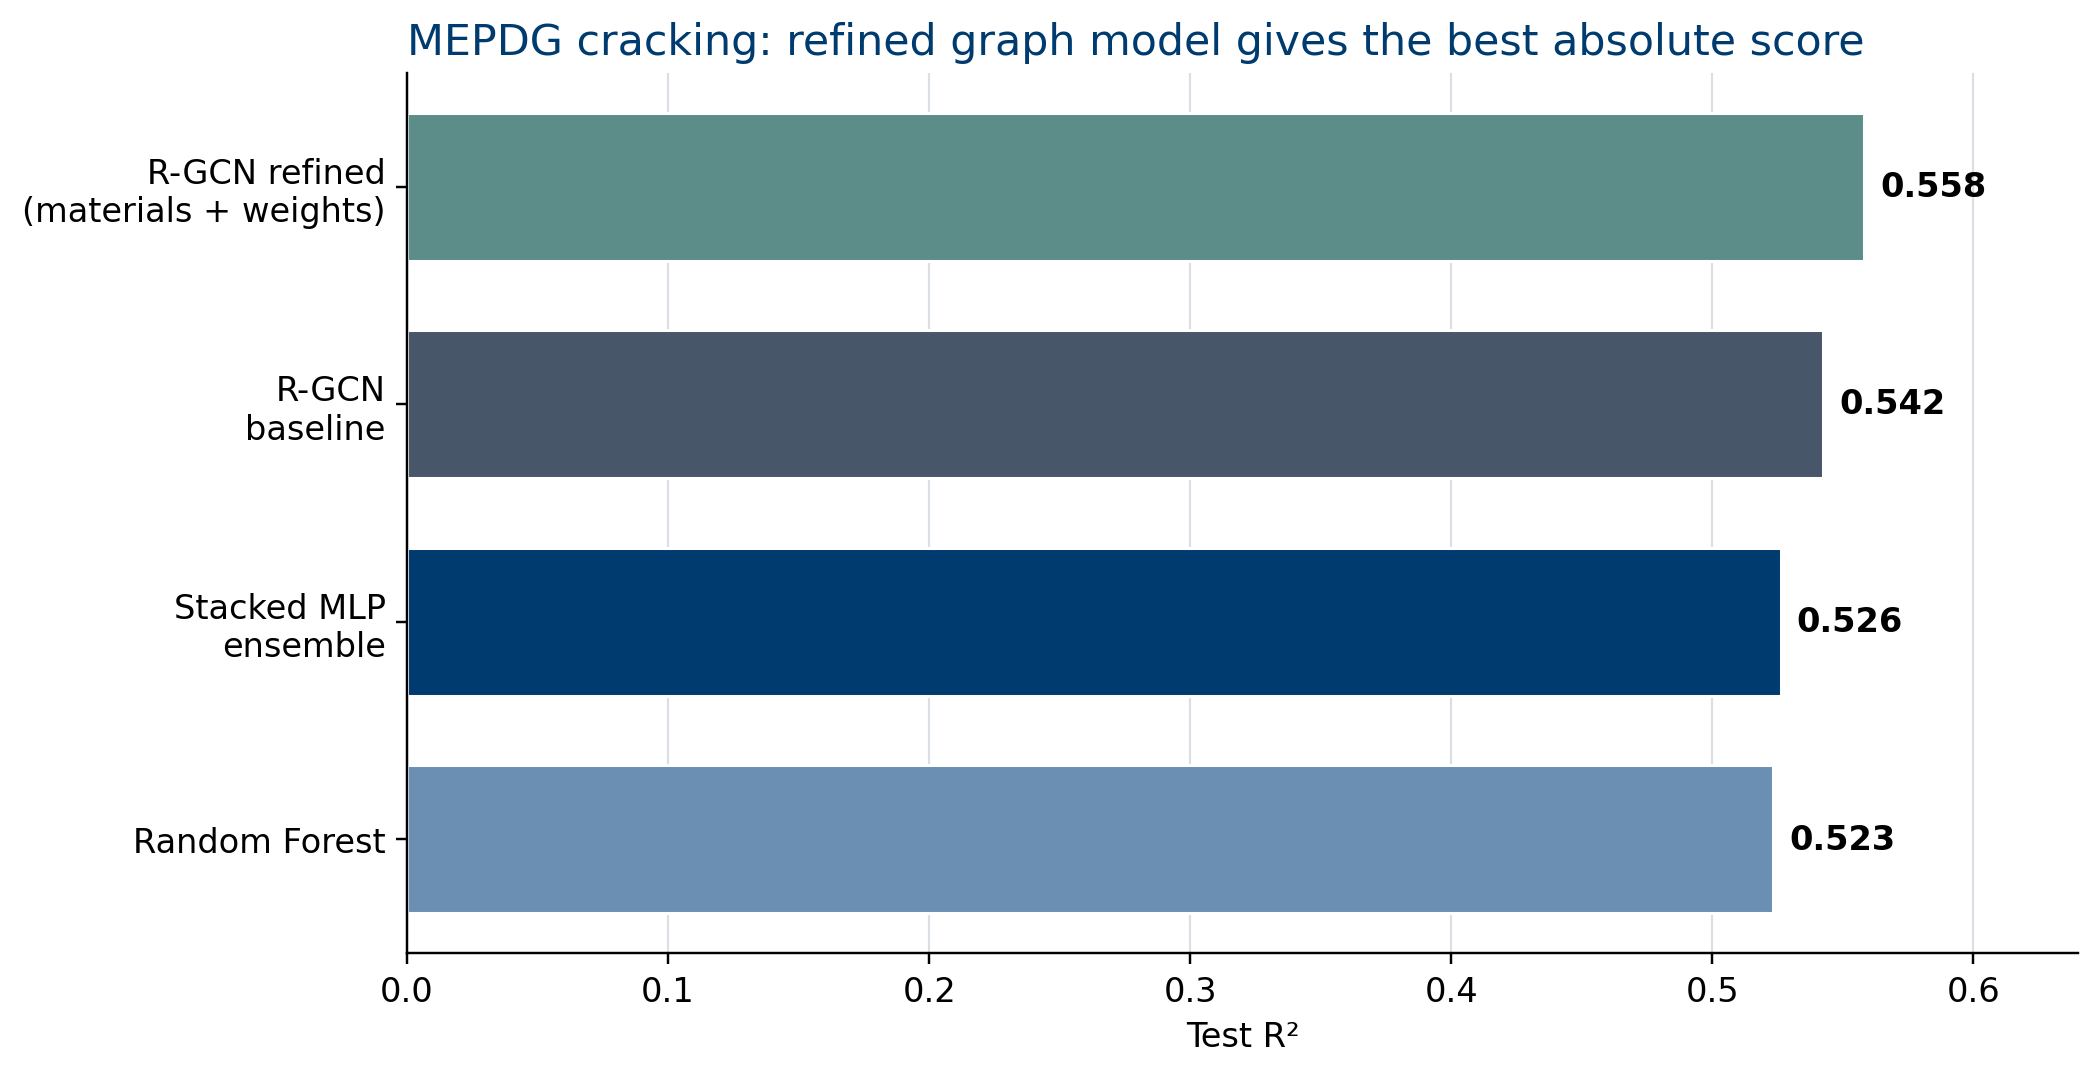 MEPDG cracking: refined graph model gives the best absolute score
R-GCN refined
(materials + weights)
0.558
R-GCN
baseline
0.542
Stacked MLP
ensemble
0.526
Random Forest
0.523
0.0 0.1 0.2 0.3 0.4 0.5 0.6
Test R²